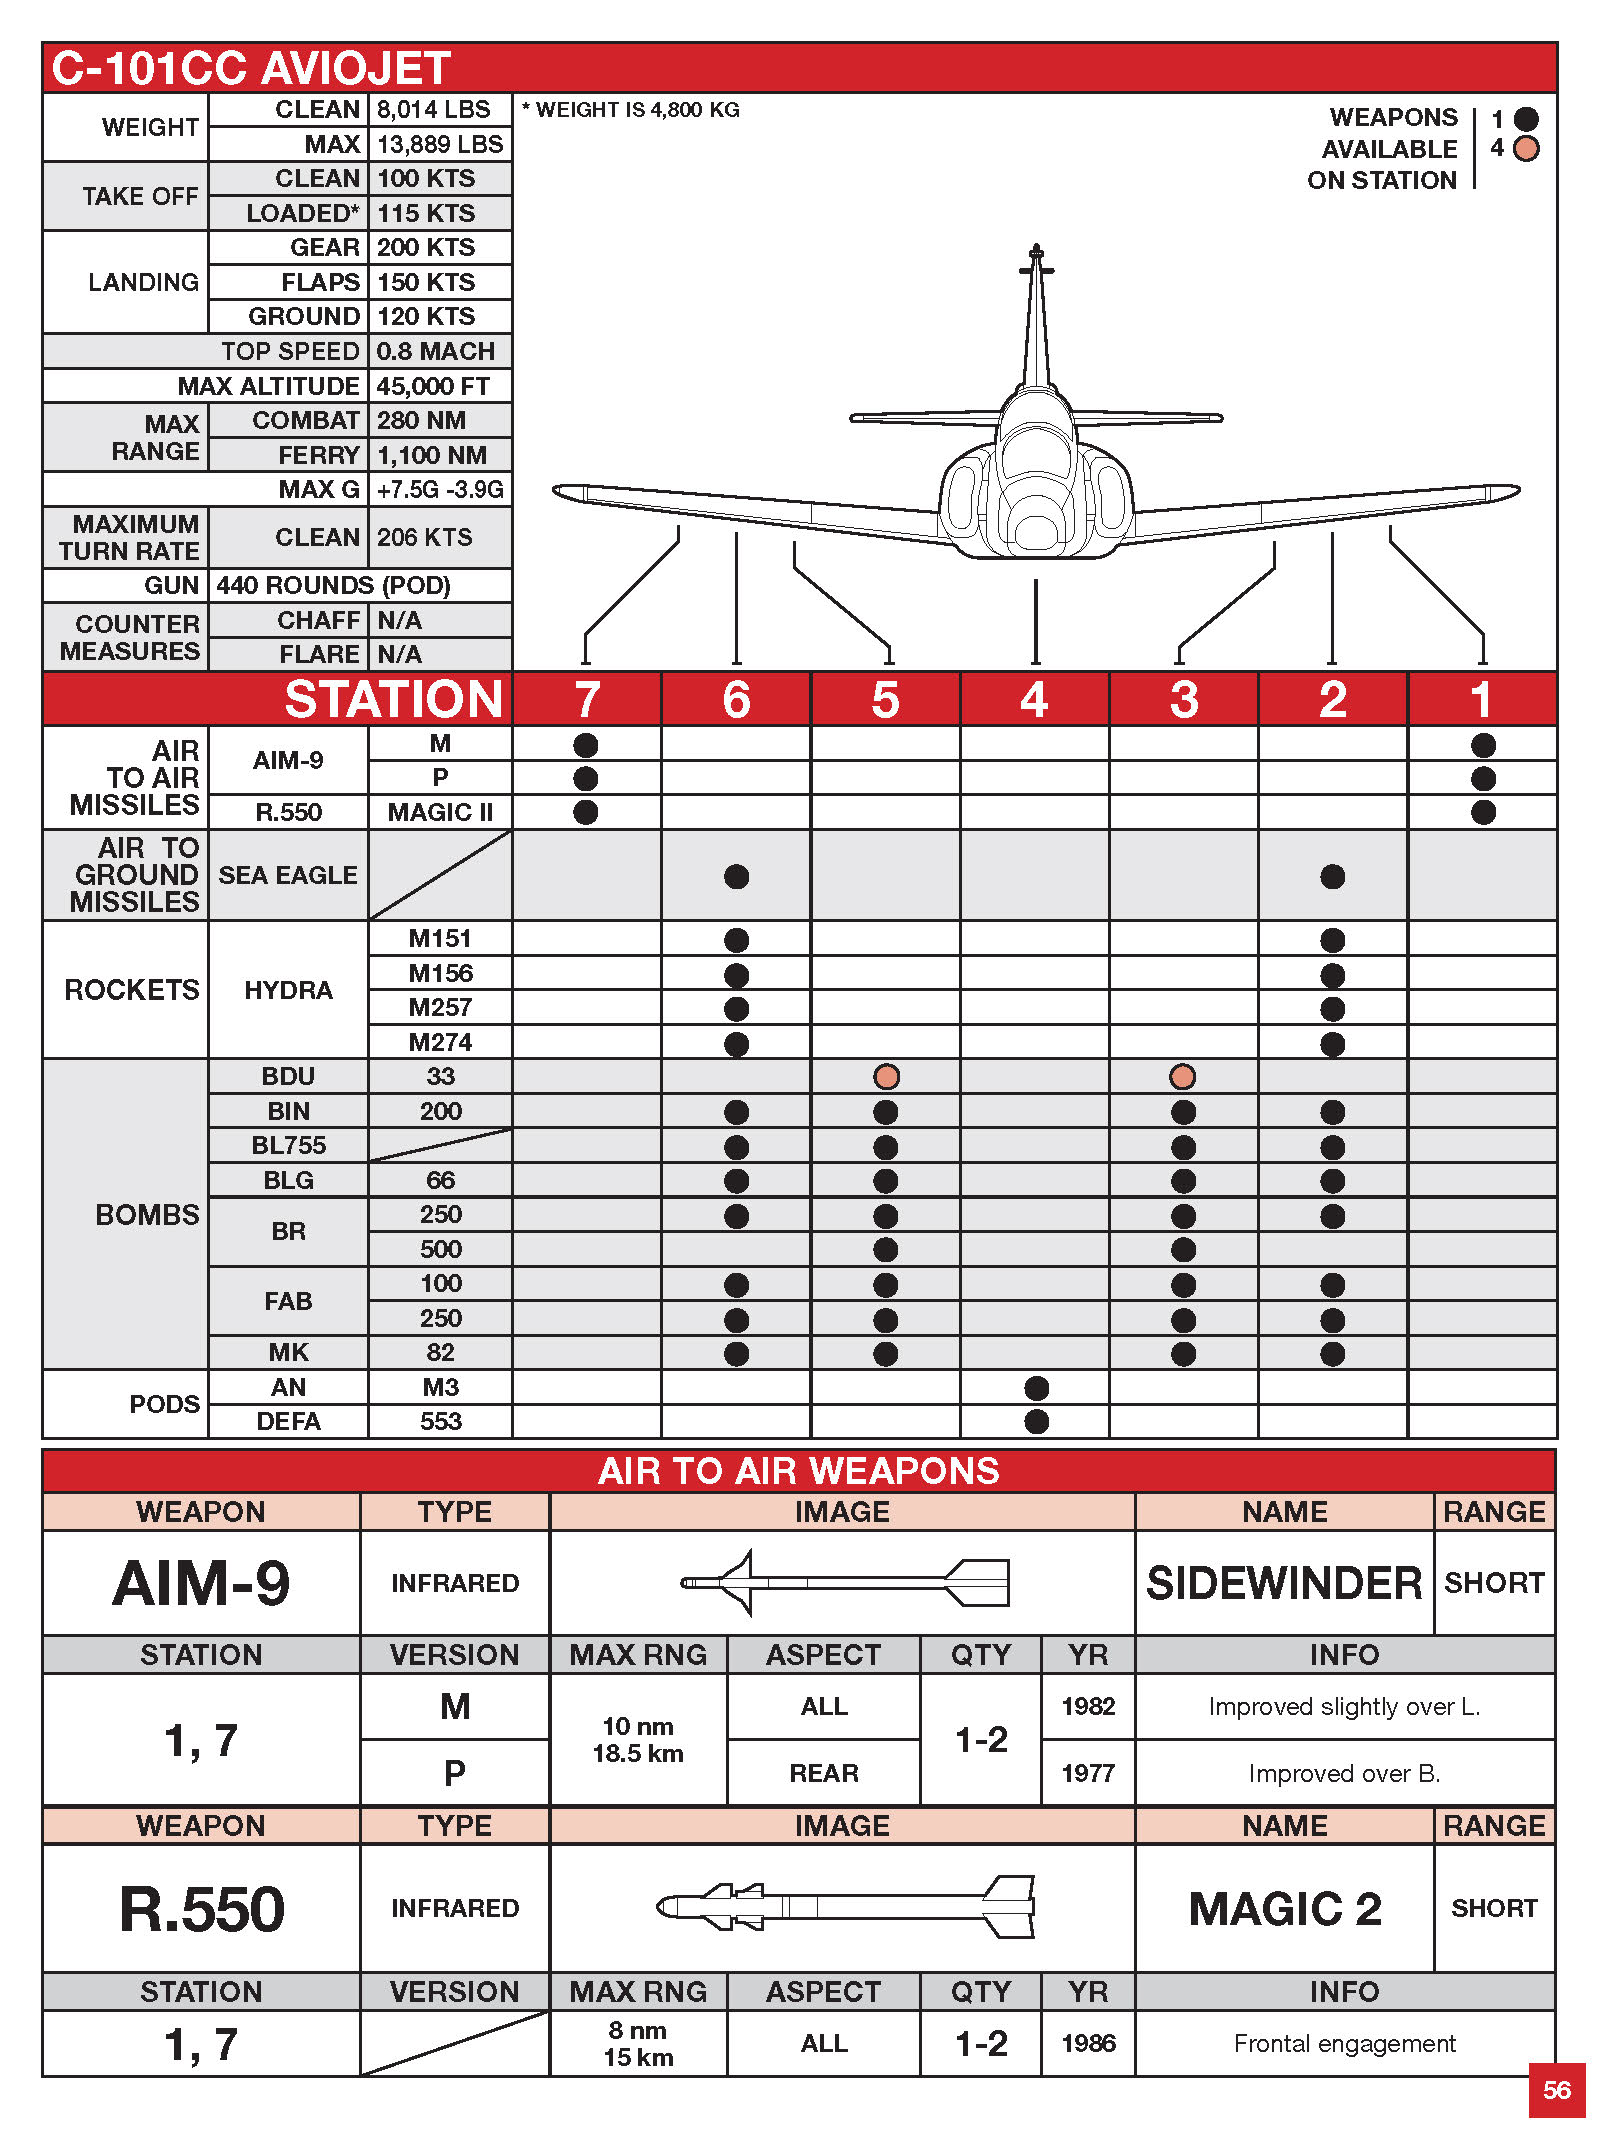 C-101CC AVIOJET
WEIGHT
CLEAN 8,014 LBS
MAX 13,889 LBS
* WEIGHT IS 4,800 KG
WEAPONS
AVAILABLE
ON STATION
1
4
TAKE OFF
CLEAN 100 KTS
LOADED* 115 KTS
LANDING
GEAR 200 KTS
FLAPS 150 KTS
GROUND 120 KTS
TOP SPEED 0.8 MACH
MAX ALTITUDE 45,000 FT
MAX
RANGE
COMBAT 280 NM
FERRY 1,100 NM
MAX G +7.5G -3.9G
MAXIMUM
TURN RATE
CLEAN 206 KTS
GUN 440 ROUNDS (POD)
COUNTER
MEASURES
CHAFF N/A
FLARE N/A
STATION 7 6 5 4 3 2 1
AIR
TO AIR
MISSILES
AIM-9
M
P
R.550 MAGIC II
AIR TO
GROUND
MISSILES
SEA EAGLE
ROCKETS
HYDRA
M151
M156
M257
M274
BOMBS
BDU 33
BIN 200
BL755
BLG 66
BR
250
500
FAB
100
250
MK 82
PODS
AN M3
DEFA 553
AIR TO AIR WEAPONS
WEAPON TYPE IMAGE NAME RANGE
AIM-9 INFRARED SIDEWINDER SHORT
STATION VERSION MAX RNG ASPECT QTY YR INFO
1, 7
M
10 nm
18.5 km
ALL
1-2
1982
Improved slightly over L.
P
REAR
1977
Improved over B.
WEAPON TYPE IMAGE NAME RANGE
R.550 INFRARED MAGIC 2 SHORT
STATION VERSION MAX RNG ASPECT QTY YR INFO
1, 7
8 nm
15 km
ALL
1-2
1986
Frontal engagement
56